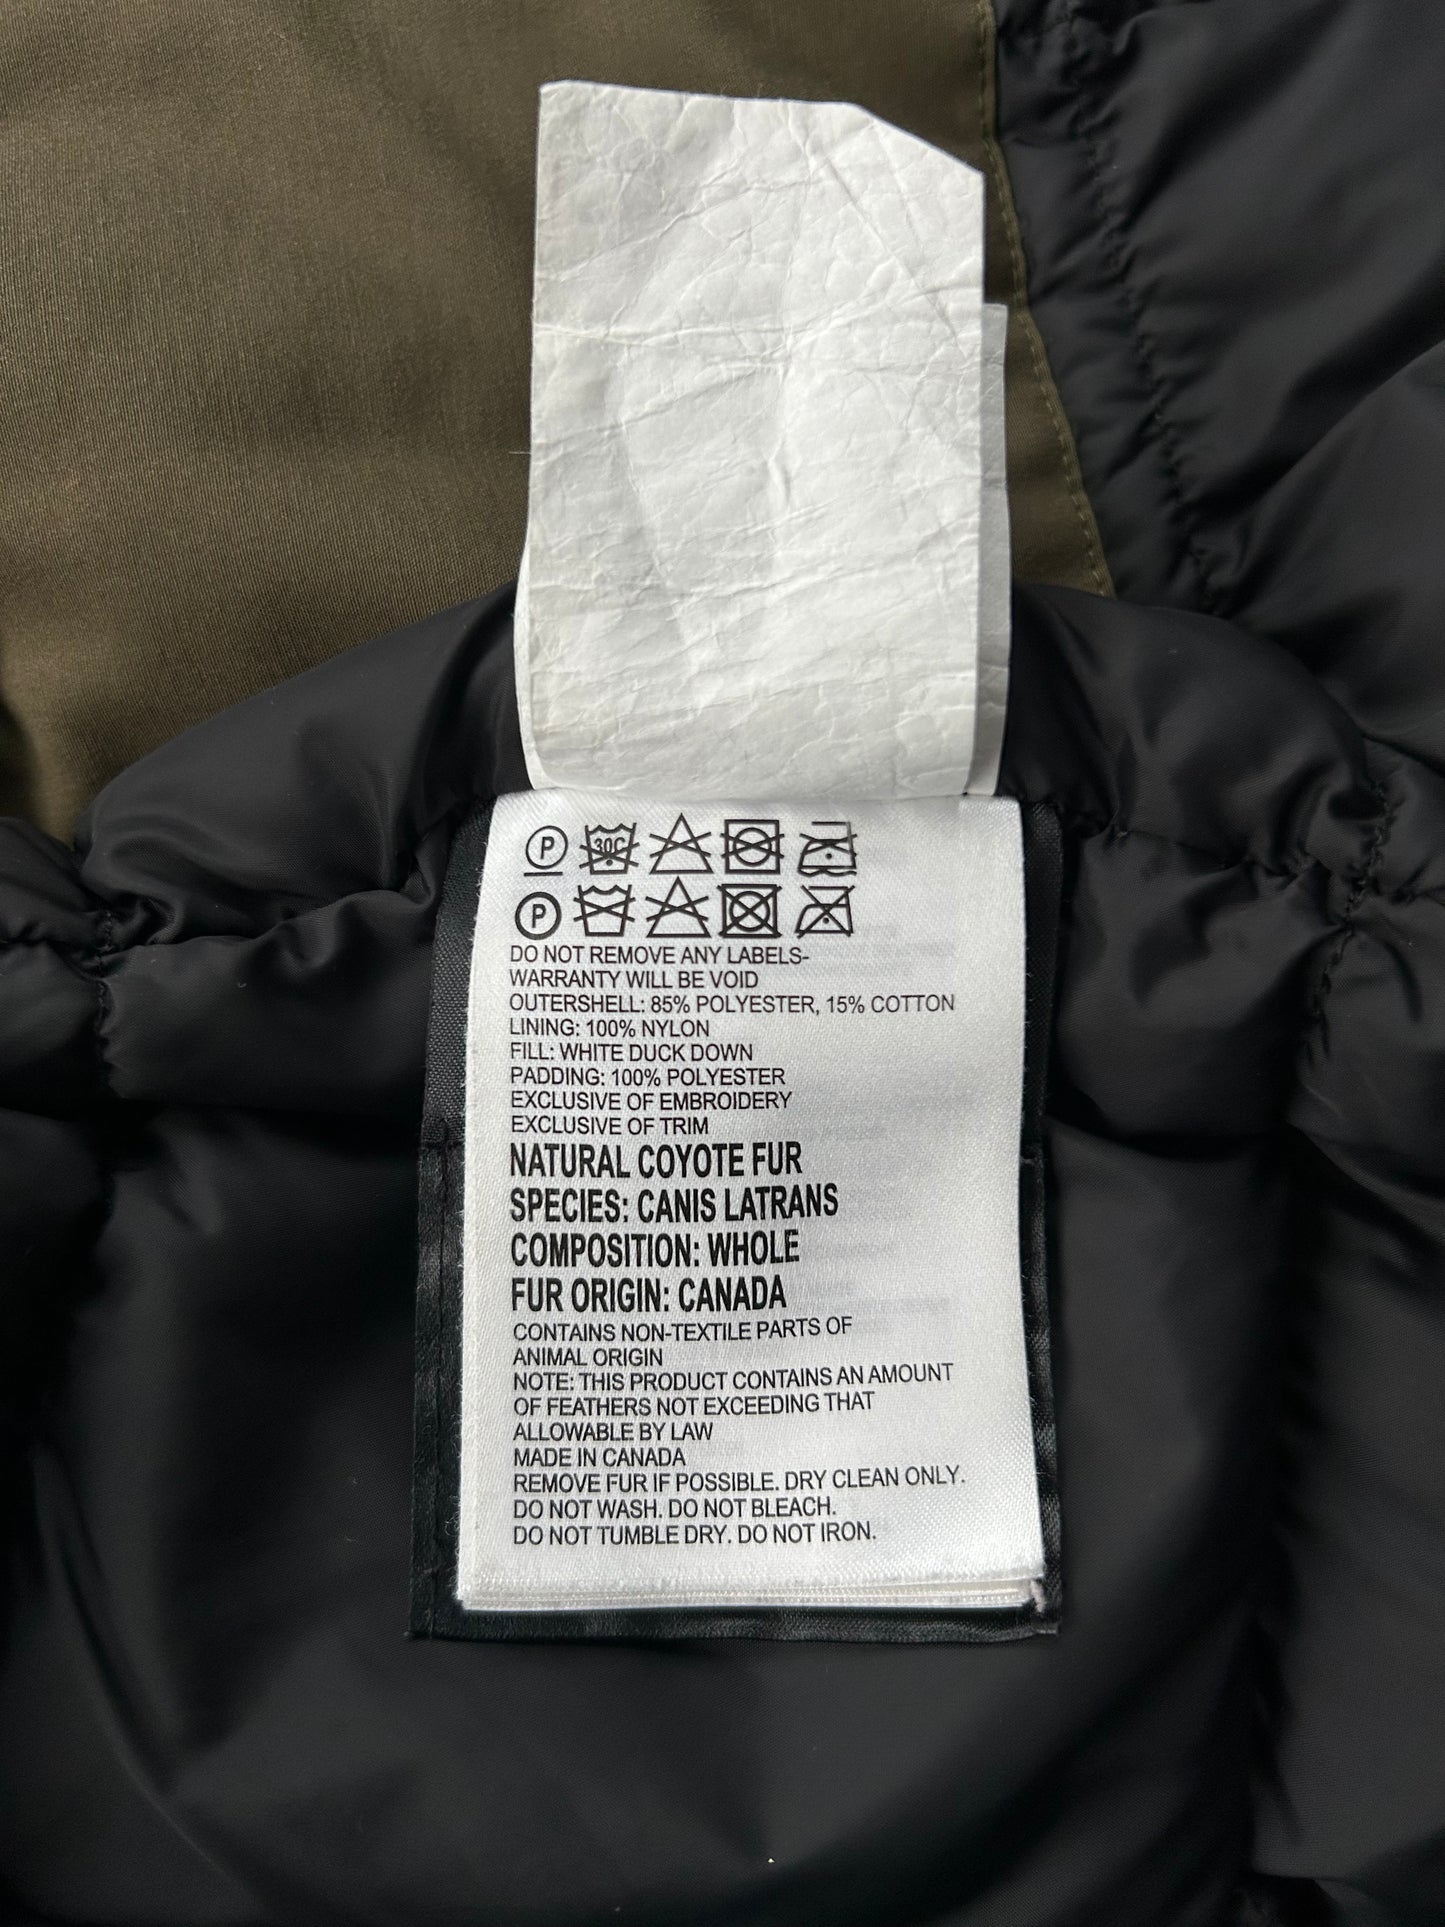 P 30C
P
DO NOT REMOVE ANY LABELS-
WARRANTY WILL BE VOID
OUTERSHELL: 85% POLYESTER, 15% COTTON
LINING: 100% NYLON
FILL: WHITE DUCK DOWN
PADDING: 100% POLYESTER
EXCLUSIVE OF EMBROIDERY
EXCLUSIVE OF TRIM
NATURAL COYOTE FUR
SPECIES: CANIS LATRANS
COMPOSITION: WHOLE
FUR ORIGIN: CANADA
CONTAINS NON-TEXTILE PARTS OF
ANIMAL ORIGIN
NOTE: THIS PRODUCT CONTAINS AN AMOUNT
OF FEATHERS NOT EXCEEDING THAT
ALLOWABLE BY LAW
MADE IN CANADA
REMOVE FUR IF POSSIBLE. DRY CLEAN ONLY.
DO NOT WASH. DO NOT BLEACH.
DO NOT TUMBLE DRY. DO NOT IRON.